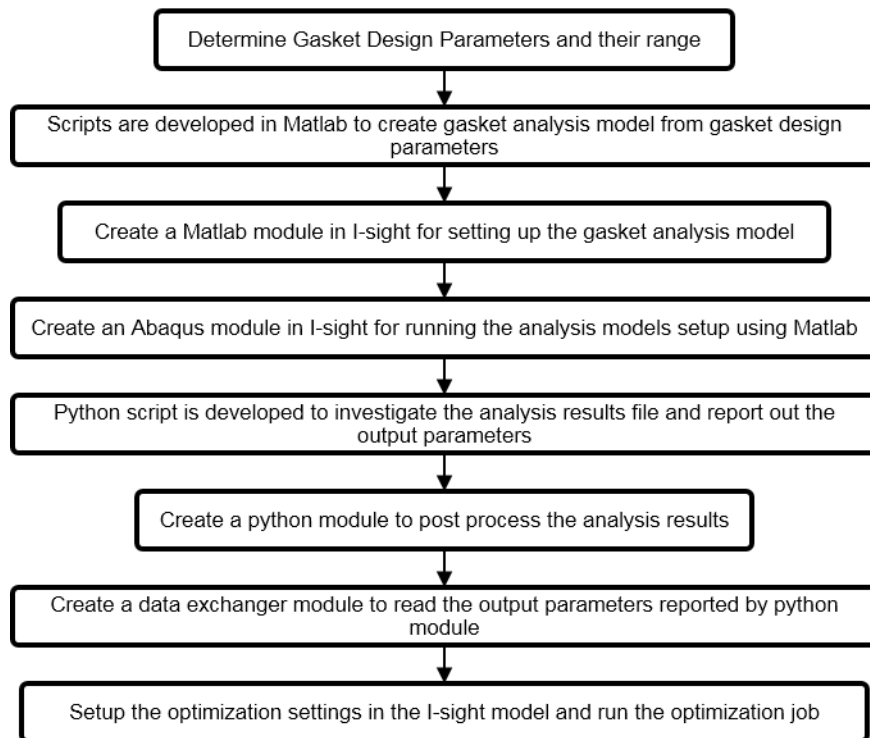 Determine Gasket Design Parameters and their range
Scripts are developed in Matlab to create gasket analysis model from gasket design
parameters
Create a Matlab module in I-sight for setting up the gasket analysis model
Create an Abaqus module in I-sight for running the analysis models setup using Matlab
Python script is developed to investigate the analysis results file and report out the
output parameters
Create a python module to post process the analysis results
Create a data exchanger module to read the output parameters reported by python
module
Setup the optimization settings in the I-sight model and run the optimization job